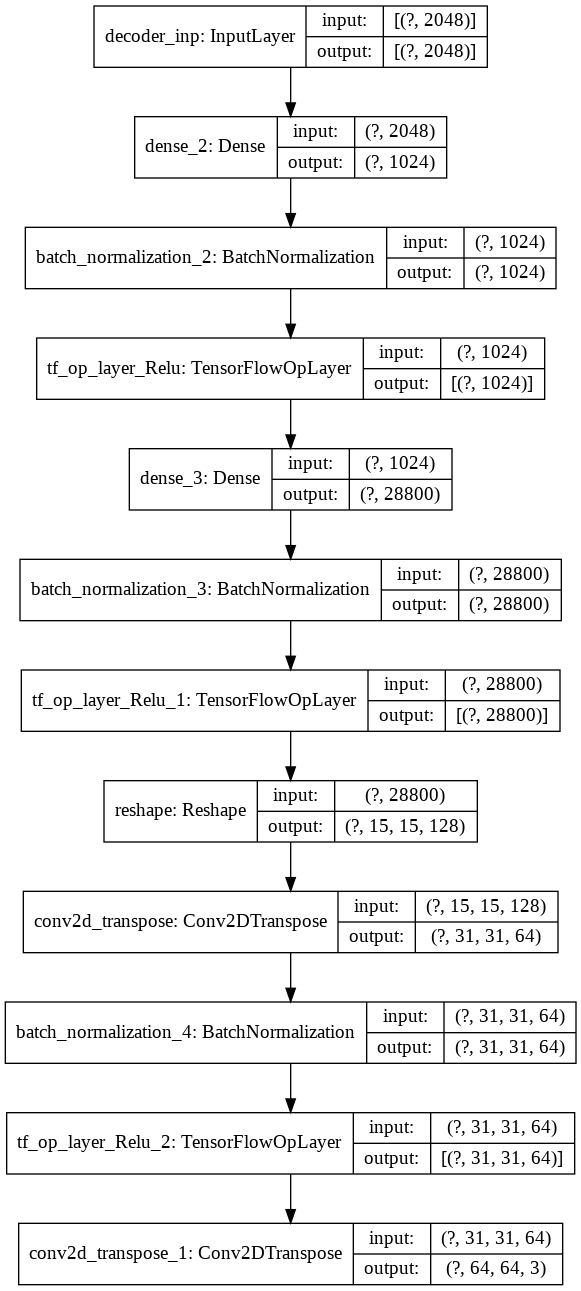 decoder_inp: InputLayer
input: [(?, 2048)]
output: [(?, 2048)]
dense_2: Dense
input: (?, 2048)
output: (?, 1024)
batch_normalization_2: BatchNormalization
input: (?, 1024)
output: (?, 1024)
tf_op_layer_Relu: TensorFlowOpLayer
input: (?, 1024)
output: [(?, 1024)]
dense_3: Dense
input: (?, 1024)
output: (?, 28800)
batch_normalization_3: BatchNormalization
input: (?, 28800)
output: (?, 28800)
tf_op_layer_Relu_1: TensorFlowOpLayer
input: (?, 28800)
output: [(?, 28800)]
reshape: Reshape
input: (?, 28800)
output: (?, 15, 15, 128)
conv2d_transpose: Conv2DTranspose
input: (?, 15, 15, 128)
output: (?, 31, 31, 64)
batch_normalization_4: BatchNormalization
input: (?, 31, 31, 64)
output: (?, 31, 31, 64)
tf_op_layer_Relu_2: TensorFlowOpLayer
input: (?, 31, 31, 64)
output: [(?, 31, 31, 64)]
conv2d_transpose_1: Conv2DTranspose
input: (?, 31, 31, 64)
output: (?, 64, 64, 3)